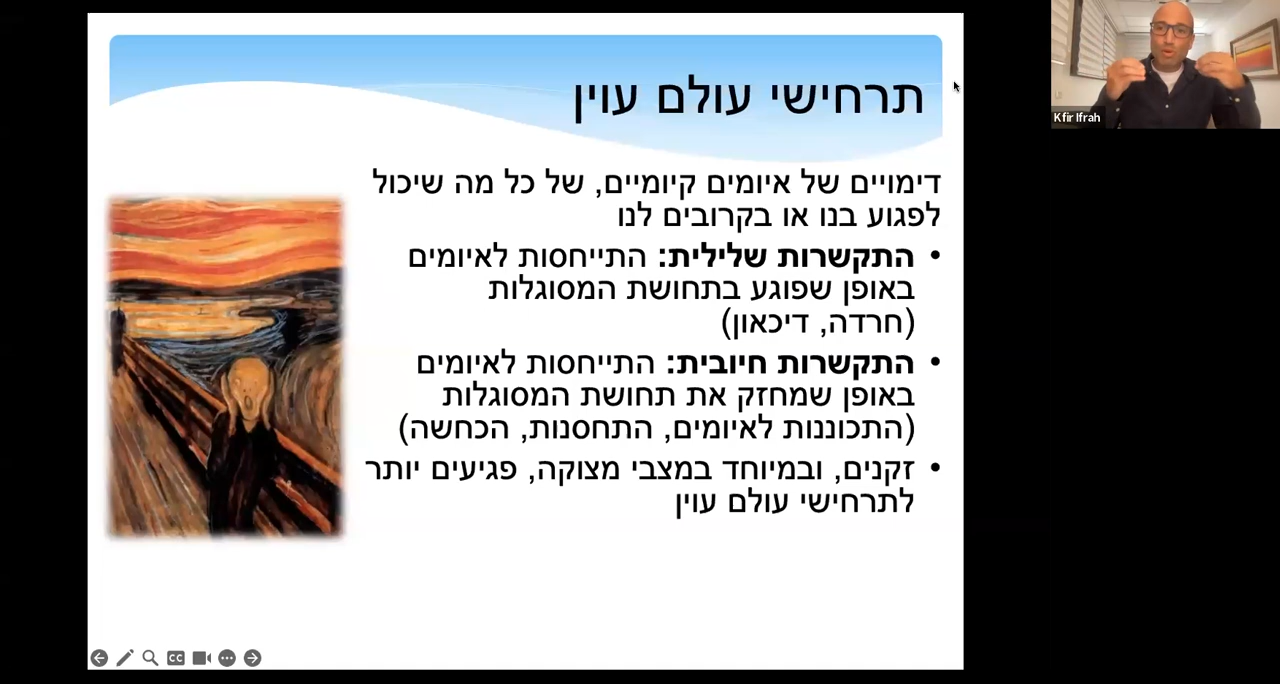 תרחישי עולם עוין
דימויים של איומים קיומיים, של כל מה שיכול
לפגוע בנו או בקרובים לנו
• התקשרות שלילית: התייחסות לאיומים
באופן שפוגע בתחושת המסוגלות
(חרדה, דיכאון)
• התקשרות חיובית: התייחסות לאיומים
באופן שמחזק את תחושת המסוגלות
(התכוננות לאיומים, התחסנות, הכחשה)
• זקנים, ובמיוחד במצבי מצוקה, פגיעים יותר
לתרחישי עולם עוין
Kfir Ifrah
CC